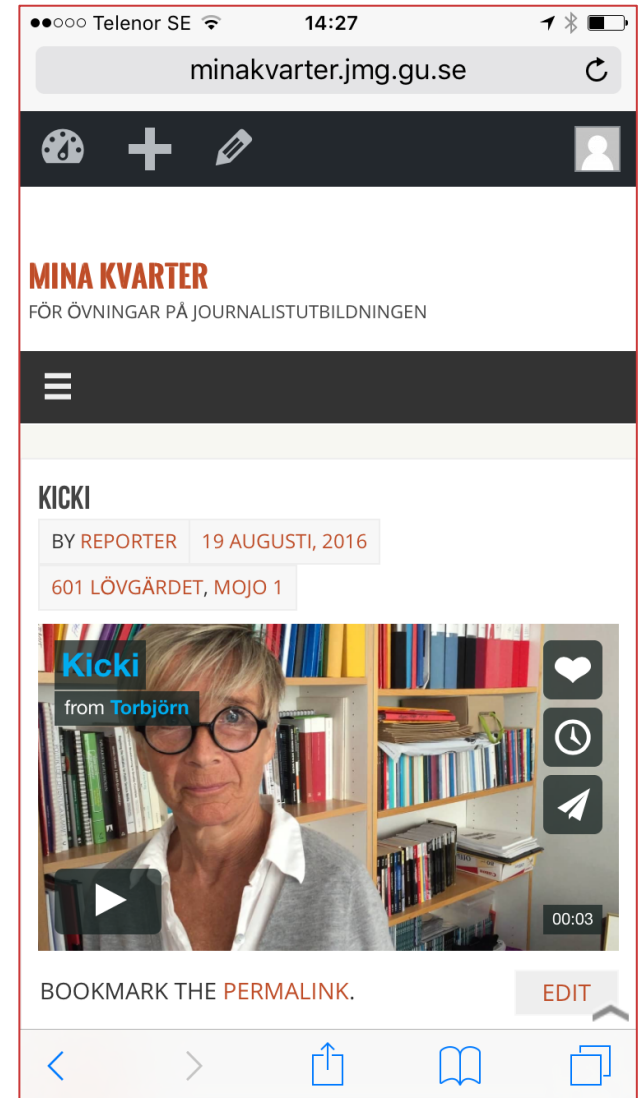 Telenor SE 14:27
minakvarter.jmg.gu.se
MINA KVARTER
FÖR ÖVNINGAR PÅ JOURNALISTUTBILDNINGEN
KICKI
BY REPORTER 19 AUGUSTI, 2016
601 LÖVGÄRDET, MOJO 1
Kicki
from Torbjörn
00:03
BOOKMARK THE PERMALINK.
EDIT